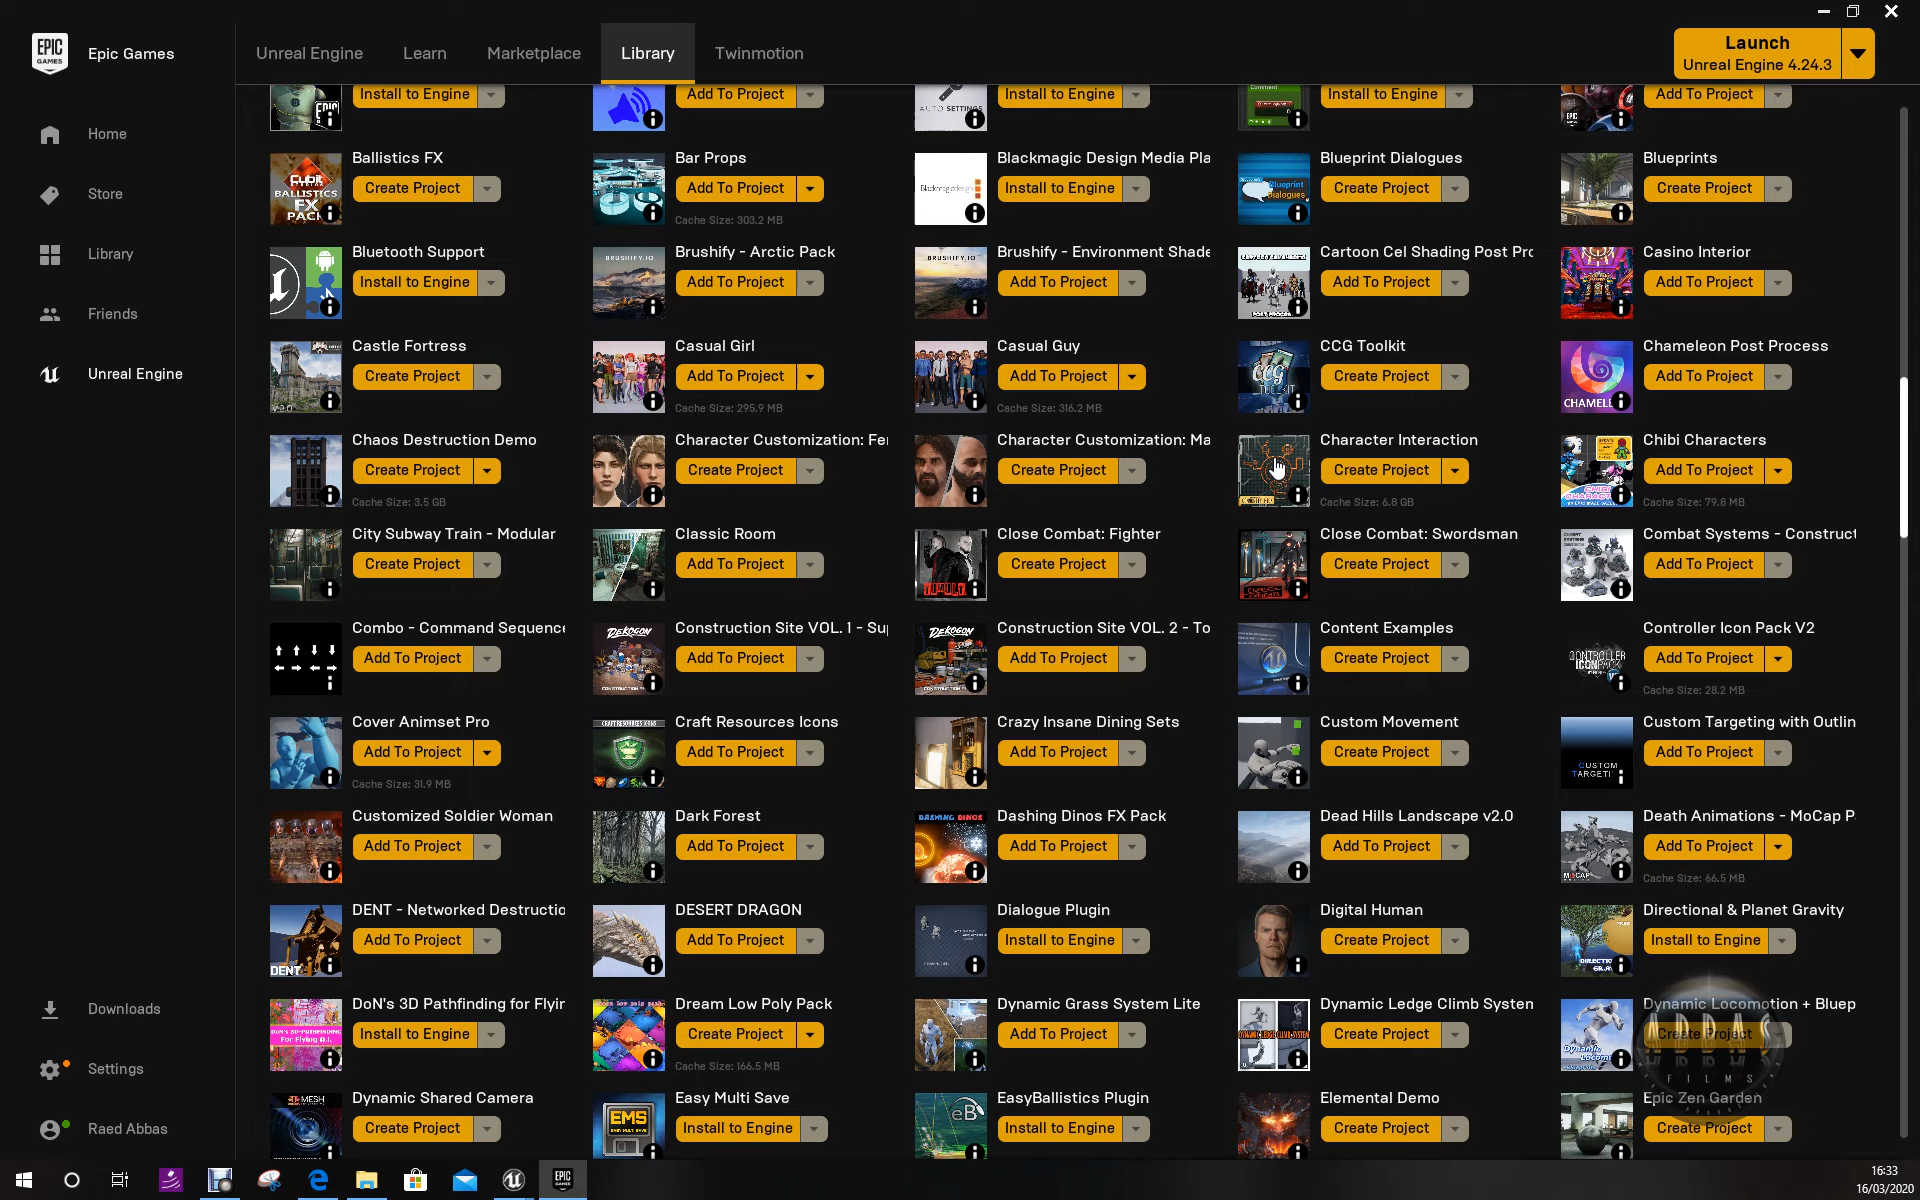 EPIC GAMES
Epic Games
Unreal Engine
Learn
Marketplace
Library
Twinmotion
Launch
Unreal Engine 4.24.3
Home
Store
Library
Friends
Unreal Engine
Downloads
Settings
Raed Abbas
Install to Engine
Add To Project
AUTO SETTINGS
Install to Engine
Install to Engine
Add To Project
Ballistics FX
Create Project
Bar Props
Add To Project
Cache Size: 303.2 MB
Blackmagic Design Media Pla
Install to Engine
Blueprint Dialogues
Create Project
Blueprints
Create Project
Bluetooth Support
Install to Engine
Brushify - Arctic Pack
Add To Project
Brushify - Environment Shade
Add To Project
Cartoon Cel Shading Post Pro
Add To Project
Casino Interior
Add To Project
Castle Fortress
Create Project
Casual Girl
Add To Project
Cache Size: 295.9 MB
Casual Guy
Add To Project
Cache Size: 316.2 MB
CCG Toolkit
Create Project
Chameleon Post Process
Add To Project
Chaos Destruction Demo
Create Project
Cache Size: 3.5 GB
Character Customization: Fe
Create Project
Character Customization: Ma
Create Project
Character Interaction
Create Project
Cache Size: 6.8 GB
Chibi Characters
Add To Project
Cache Size: 79.8 MB
City Subway Train - Modular
Create Project
Classic Room
Add To Project
Close Combat: Fighter
Create Project
Close Combat: Swordsman
Create Project
Combat Systems - Construct
Add To Project
Combo - Command Sequence
Add To Project
Construction Site VOL. 1 - Su
Add To Project
Construction Site VOL. 2 - To
Add To Project
Content Examples
Create Project
Controller Icon Pack V2
Add To Project
Cache Size: 28.2 MB
Cover Animset Pro
Add To Project
Cache Size: 31.9 MB
Craft Resources Icons
Add To Project
Crazy Insane Dining Sets
Add To Project
Custom Movement
Create Project
Custom Targeting with Outlin
Add To Project
Customized Soldier Woman
Add To Project
Dark Forest
Add To Project
Dashing Dinos FX Pack
Add To Project
Dead Hills Landscape v2.0
Add To Project
Death Animations - MoCap P
Add To Project
Cache Size: 66.5 MB
DENT - Networked Destructio
Add To Project
DESERT DRAGON
Add To Project
Dialogue Plugin
Install to Engine
Digital Human
Create Project
Directional & Planet Gravity
Install to Engine
DoN's 3D Pathfinding for Flyir
Install to Engine
Dream Low Poly Pack
Create Project
Cache Size: 166.5 MB
Dynamic Grass System Lite
Add To Project
Dynamic Ledge Climb System
Create Project
Dynamic Locomotion + Bluep
Create Project
ABBAS
FILMS
Dynamic Shared Camera
Create Project
Easy Multi Save
Install to Engine
EasyBallistics Plugin
Install to Engine
Elemental Demo
Create Project
Epic Zen Garden
Create Project
16:33
16/03/2020